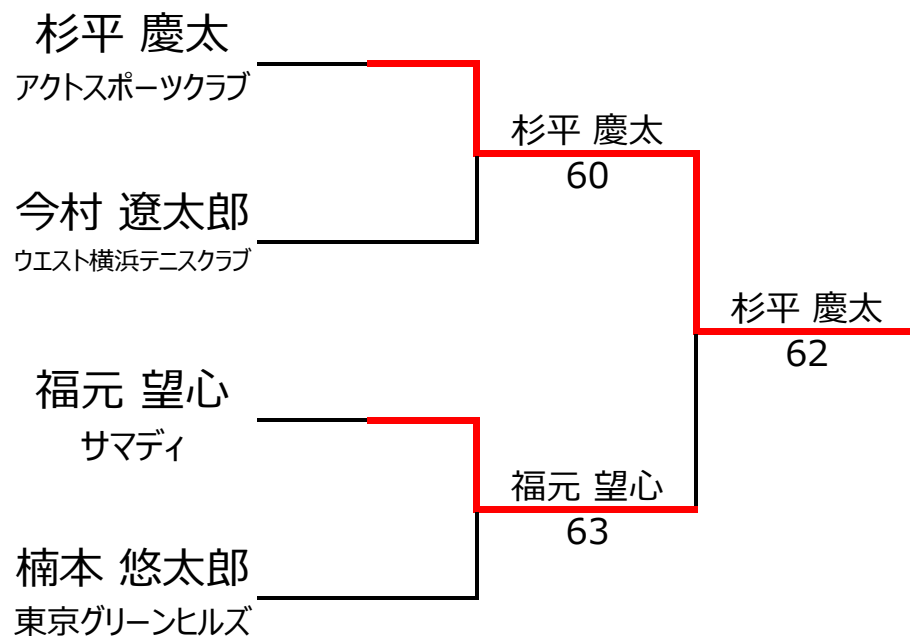 杉平 慶太
アクトスポーツクラブ
杉平 慶太
60
今村 遼太郎
ウエスト横浜テニスクラブ
杉平 慶太
62
福元 望心
サマディ
福元 望心
63
楠本 悠太郎
東京グリーンヒルズ